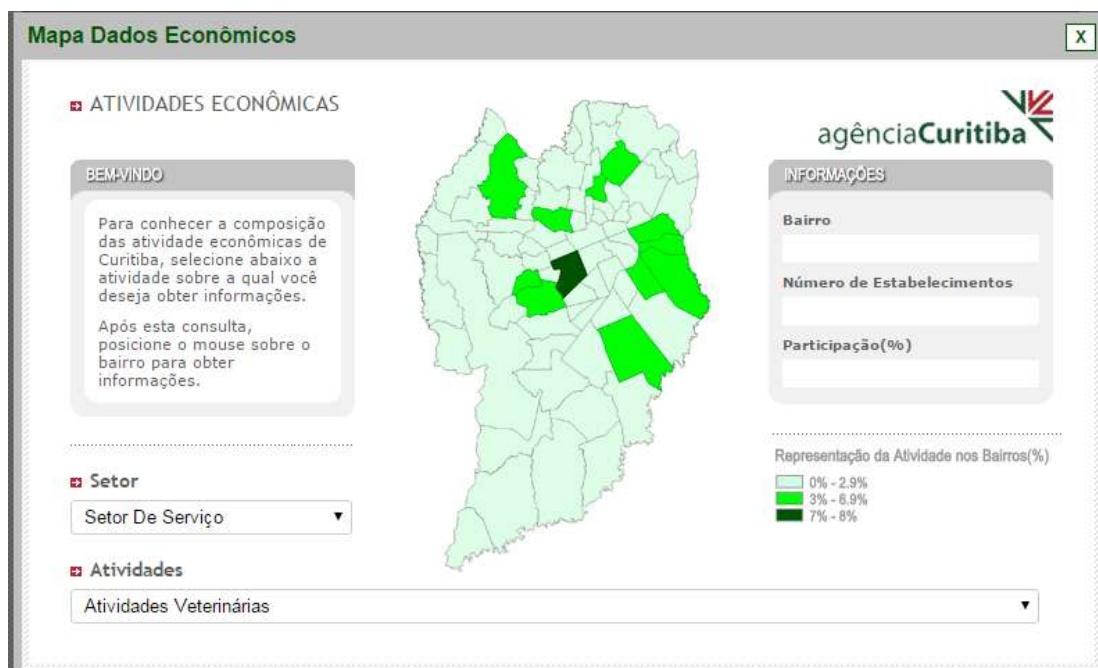 Mapa Dados Econômicos
X
ATIVIDADES ECONÔMICAS
agênciaCuritiba
BEM-VINDO
Para conhecer a composição
das atividade econômicas de
Curitiba, selecione abaixo a
atividade sobre a qual você
deseja obter informações.
Após esta consulta,
posicione o mouse sobre o
bairro para obter
informações.
INFORMAÇÕES
Bairro
Número de Estabelecimentos
Participação(%)
Representação da Atividade nos Bairros(%)
0% - 2.9%
3% - 6.9%
7% - 8%
Setor
Setor De Serviço
Atividades
Atividades Veterinárias